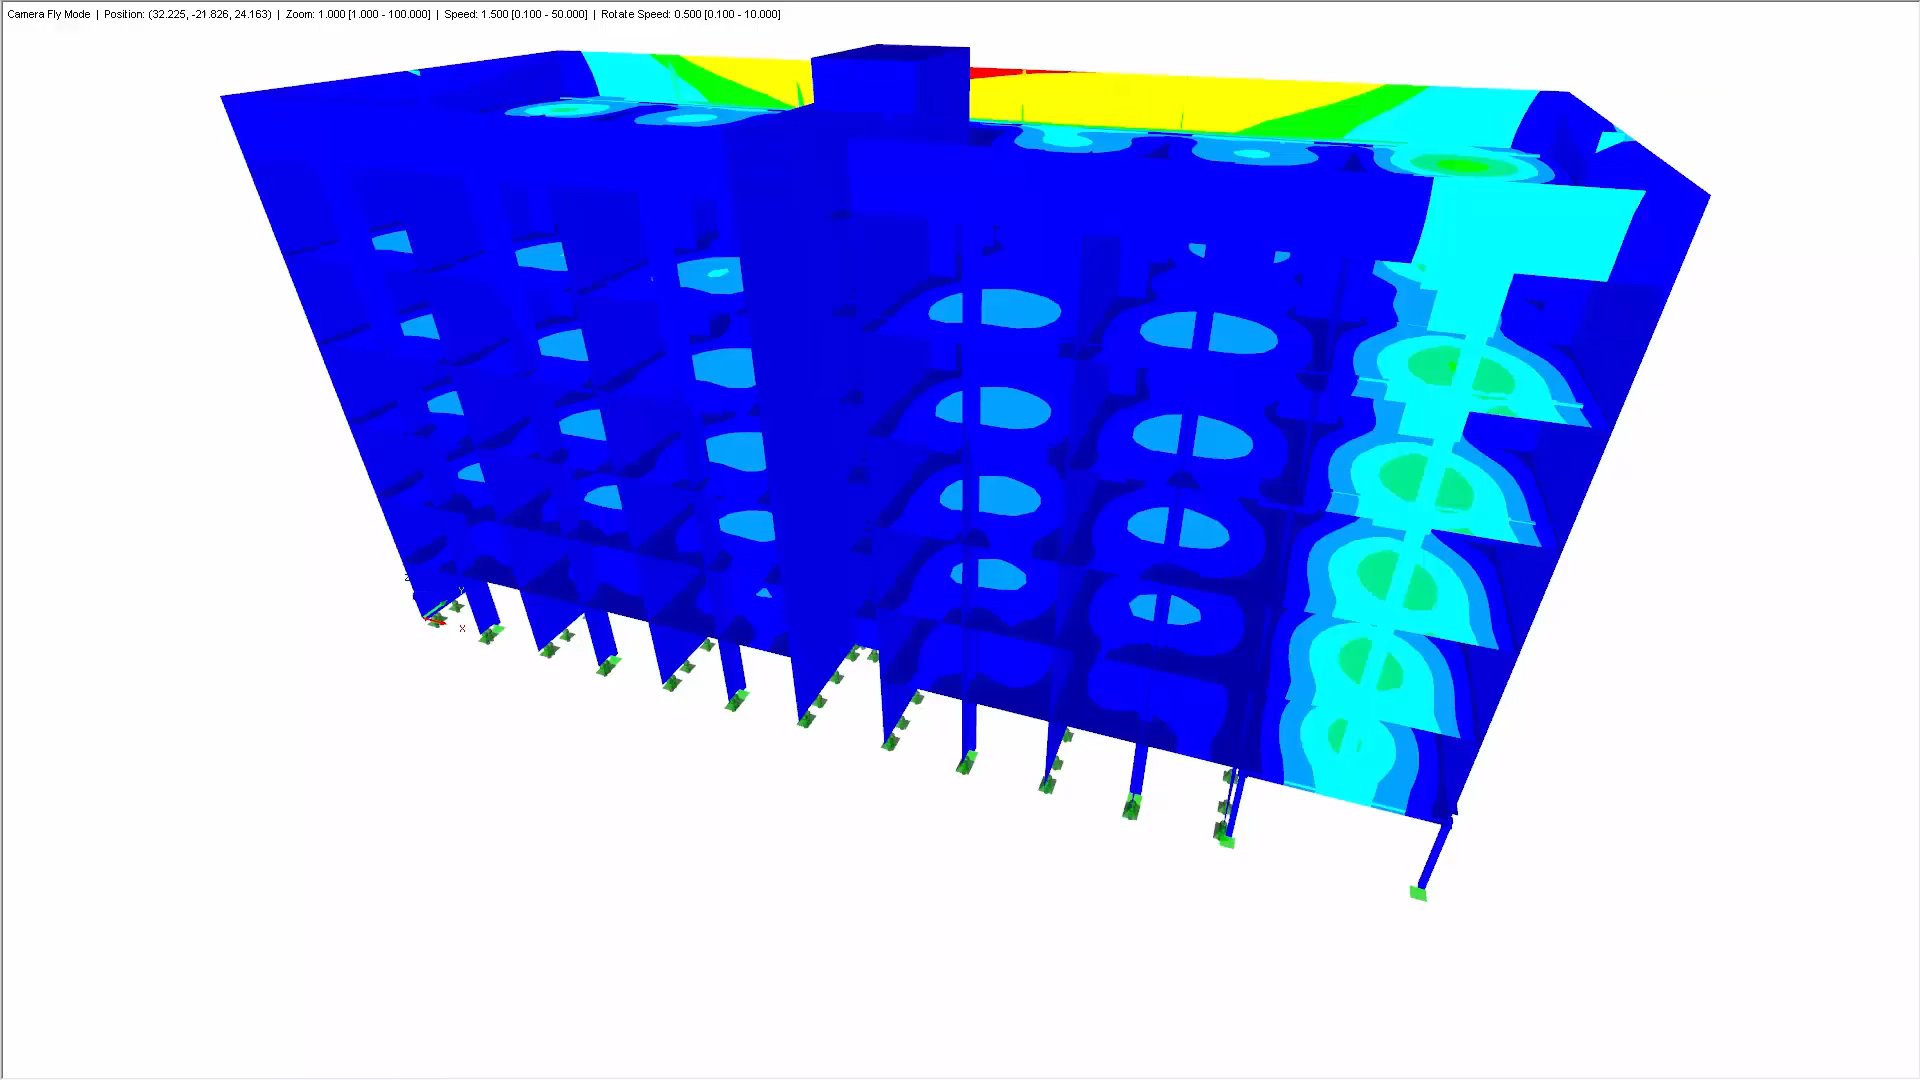 Camera Fly Mode | Position: (32.225, -21.826, 24.163) | Zoom: 1.000 [1.000 - 100.000] | Speed: 1.500 [0.100 - 50.000] | Rotate Speed: 0.500 [0.100 - 10.000]
Z
Y
X